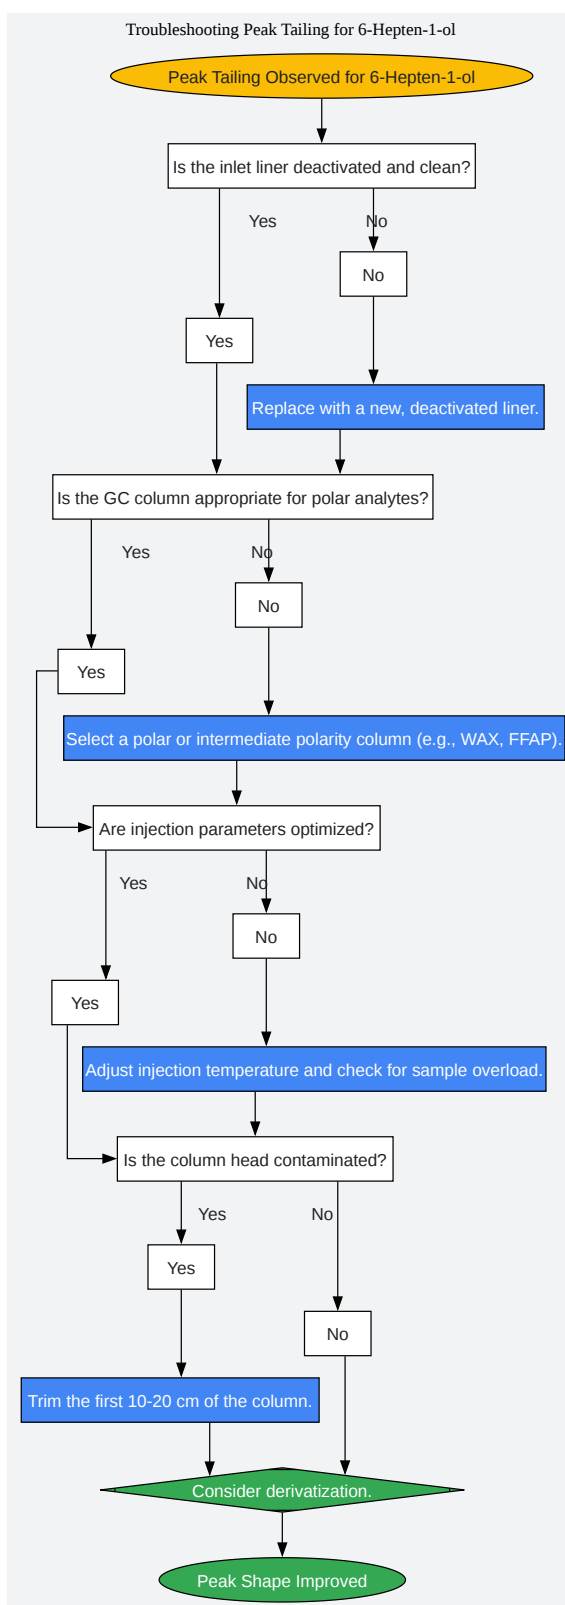 Troubleshooting Peak Tailing for 6-Hepten-1-ol
Peak Tailing Observed for 6-Hepten-1-ol
Is the inlet liner deactivated and clean?
Yes
No
No
Yes
Replace with a new, deactivated liner.
Is the GC column appropriate for polar analytes?
Yes
No
No
Yes
Select a polar or intermediate polarity column (e.g., WAX, FFAP).
Are injection parameters optimized?
Yes
No
No
Yes
Adjust injection temperature and check for sample overload.
Is the column head contaminated?
Yes
No
Yes
No
Trim the first 10-20 cm of the column.
Consider derivatization.
Peak Shape Improved